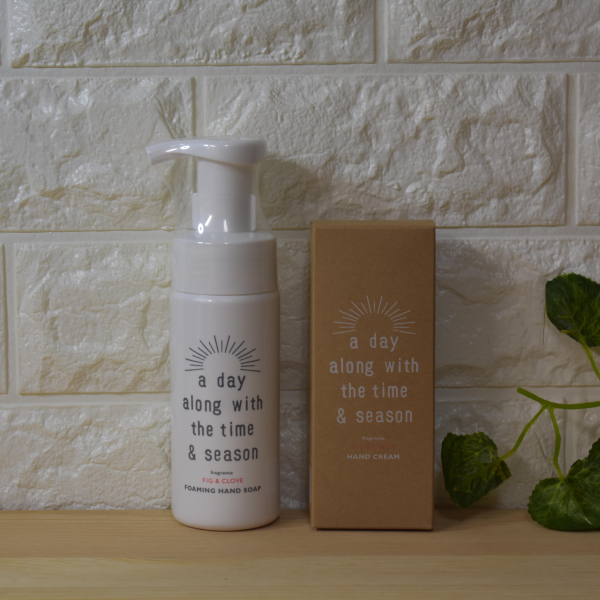 a day
along with
the time
& season
fragrance
FIG & CLOVE
FOAMING HAND SOAP
a day
along with
the time
& season
fragrance
HAND CREAM